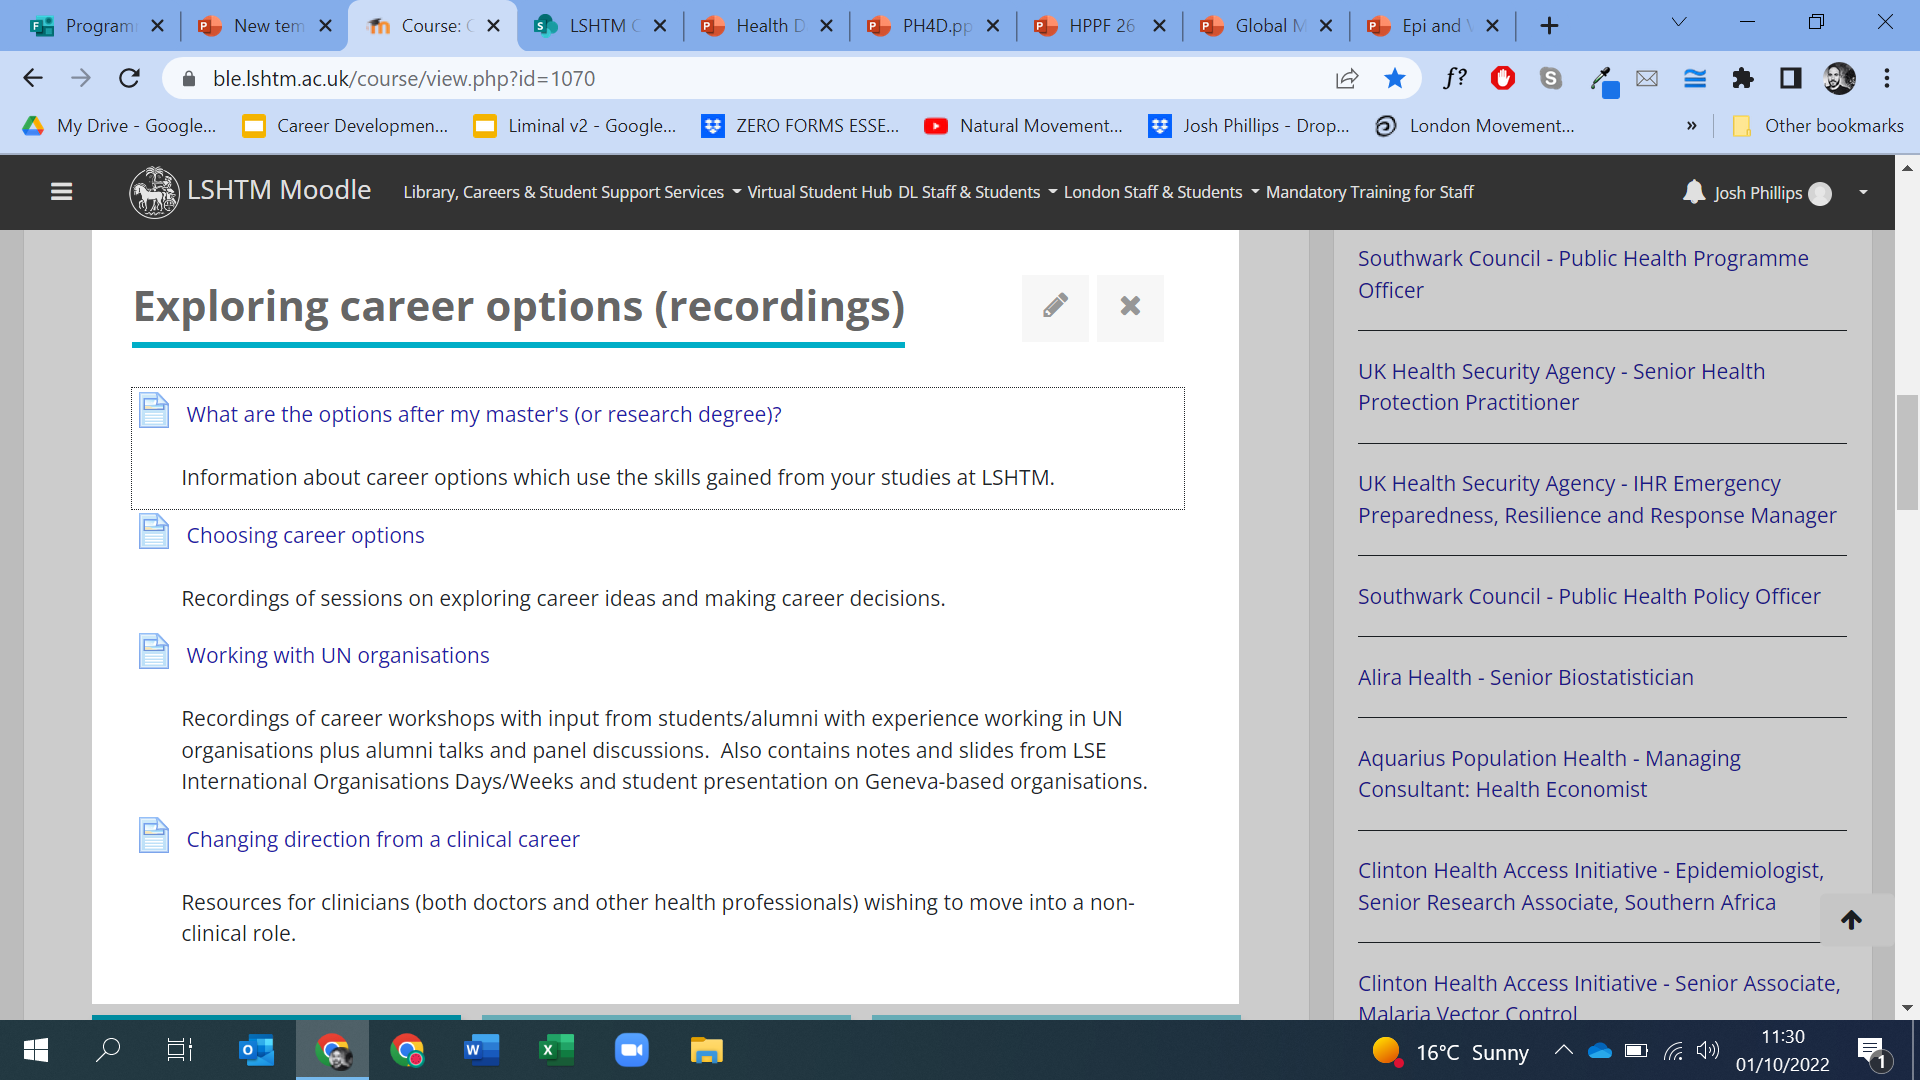 Program
New tem
Course: C
LSHTM C
Health D
PH4D.pp
HPPF 26
Global M
Epi and V
ble.lshtm.ac.uk/course/view.php?id=1070
f?
My Drive - Google...
Career Developmen...
Liminal v2 - Google...
ZERO FORMS ESSE...
Natural Movement...
Josh Phillips - Drop...
London Movement...
»
Other bookmarks
LSHTM Moodle
Library, Careers & Student Support Services
Virtual Student Hub
DL Staff & Students
London Staff & Students
Mandatory Training for Staff
Josh Phillips
Exploring career options (recordings)
What are the options after my master's (or research degree)?
Information about career options which use the skills gained from your studies at LSHTM.
Choosing career options
Recordings of sessions on exploring career ideas and making career decisions.
Working with UN organisations
Recordings of career workshops with input from students/alumni with experience working in UN
organisations plus alumni talks and panel discussions.  Also contains notes and slides from LSE
International Organisations Days/Weeks and student presentation on Geneva-based organisations.
Changing direction from a clinical career
Resources for clinicians (both doctors and other health professionals) wishing to move into a non-
clinical role.
Southwark Council - Public Health Programme
Officer
UK Health Security Agency - Senior Health
Protection Practitioner
UK Health Security Agency - IHR Emergency
Preparedness, Resilience and Response Manager
Southwark Council - Public Health Policy Officer
Alira Health - Senior Biostatistician
Aquarius Population Health - Managing
Consultant: Health Economist
Clinton Health Access Initiative - Epidemiologist,
Senior Research Associate, Southern Africa
Clinton Health Access Initiative - Senior Associate,
Malaria Vector Control
16°C Sunny
11:30
01/10/2022
1